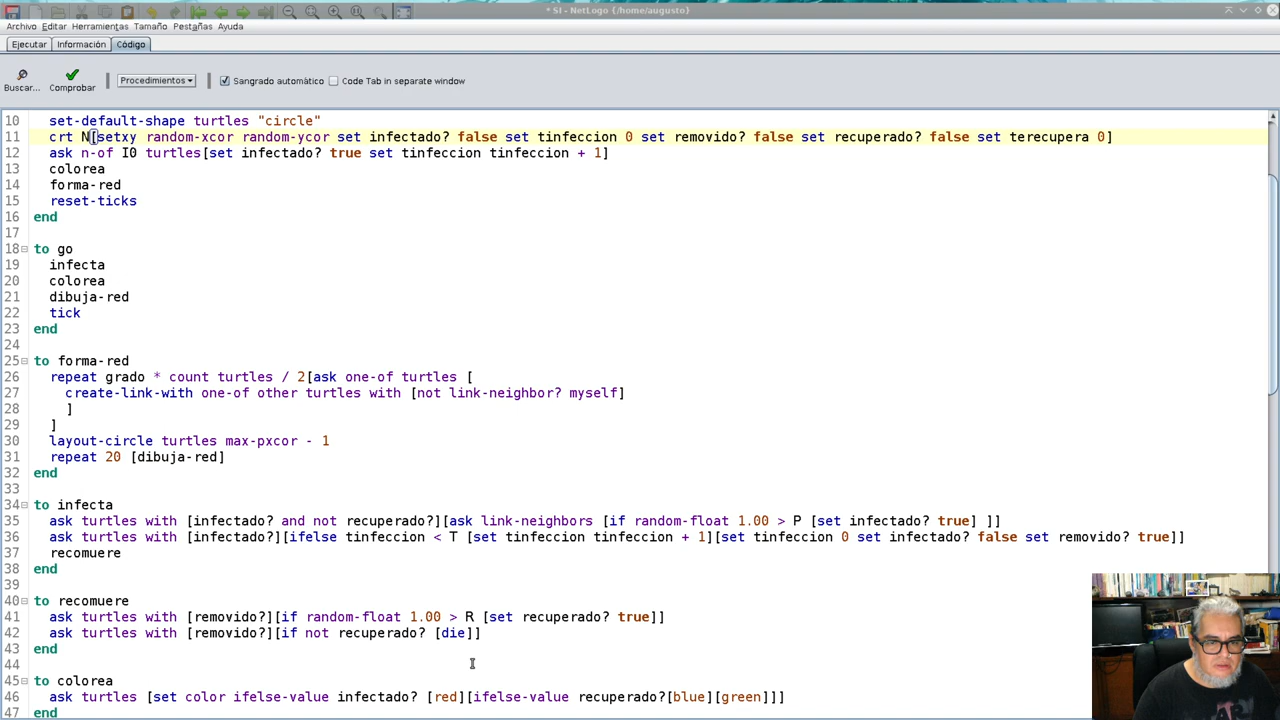 * SI - NetLogo {/home/augusto}
Archivo Editar Herramientas Tamaño Pestañas Ayuda
Ejecutar Información Código
Buscar... Comprobar Procedimientos Sangrado automático Code Tab in separate window
10 set-default-shape turtles "circle"
11 crt N[setxy random-xcor random-ycor set infectado? false set tinfeccion 0 set removido? false set recuperado? false set terecupera 0]
12 ask n-of I0 turtles[set infectado? true set tinfeccion tinfeccion + 1]
13 colorea
14 forma-red
15 reset-ticks
16 end
17
18 to go
19 infecta
20 colorea
21 dibuja-red
22 tick
23 end
24
25 to forma-red
26 repeat grado * count turtles / 2[ask one-of turtles [
27 create-link-with one-of other turtles with [not link-neighbor? myself]
28 ]
29 ]
30 layout-circle turtles max-pxcor - 1
31 repeat 20 [dibuja-red]
32 end
33
34 to infecta
35 ask turtles with [infectado? and not recuperado?][ask link-neighbors [if random-float 1.00 > P [set infectado? true] ]]
36 ask turtles with [infectado?][ifelse tinfeccion < T [set tinfeccion tinfeccion + 1][set tinfeccion 0 set infectado? false set removido? true]]
37 recomuere
38 end
39
40 to recomuere
41 ask turtles with [removido?][if random-float 1.00 > R [set recuperado? true]]
42 ask turtles with [removido?][if not recuperado? [die]]
43 end
44
45 to colorea
46 ask turtles [set color ifelse-value infectado? [red][ifelse-value recuperado?[blue][green]]]
47 end